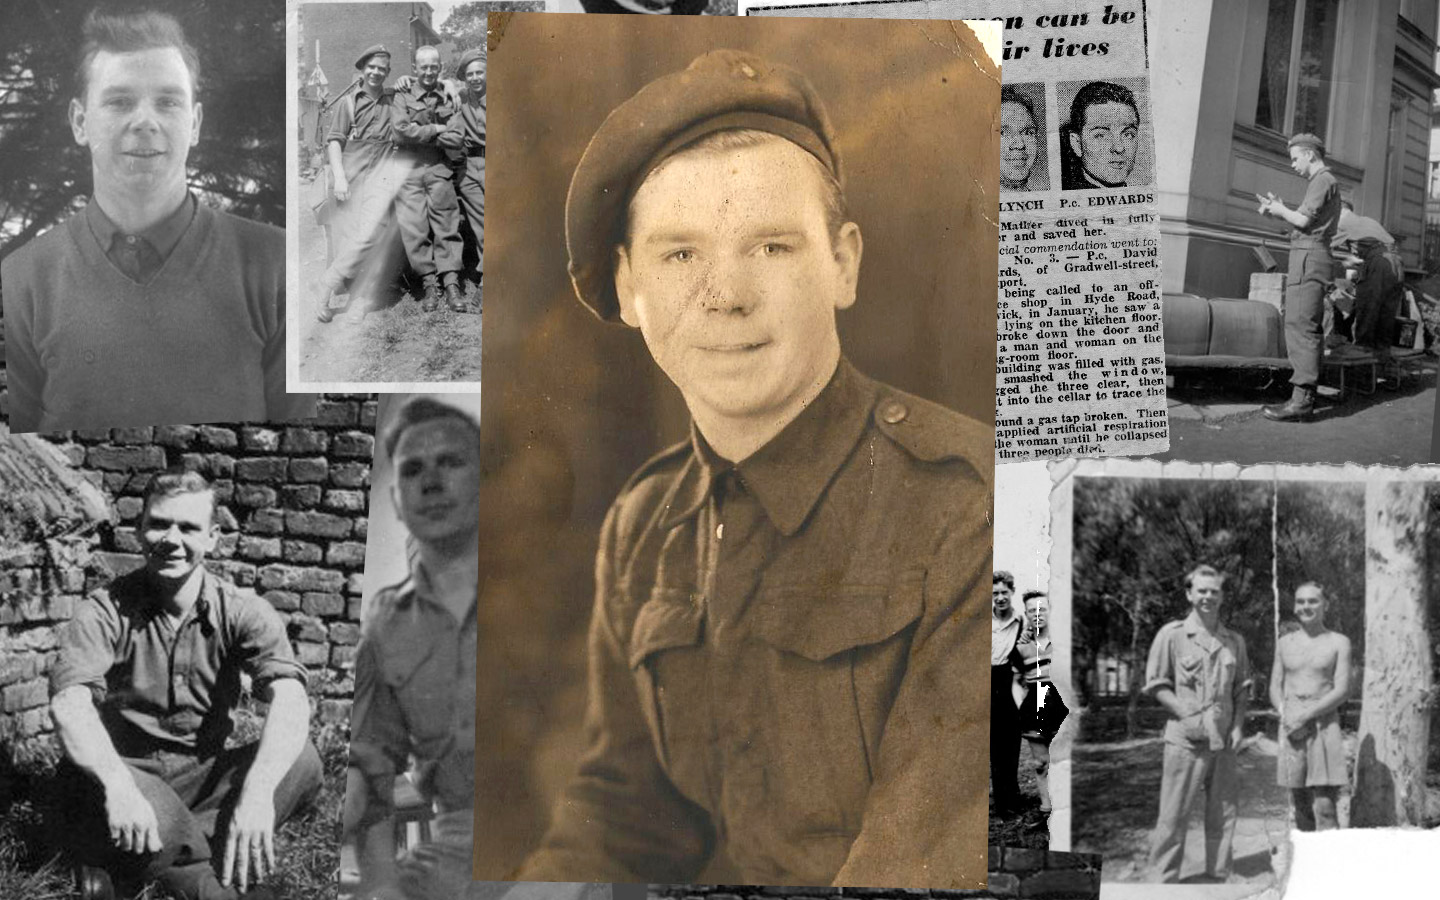 en can be
ir lives
LYNCH P.c. EDWARDS
Mather dived in fully
r and saved her.
cial commendation went to:
No. 3. — P.c. David
rds, of Gradwell-street,
port.
being called to an off-
ce shop in Hyde Road,
wick, in January, he saw a
lying on the kitchen floor.
broke down the door and
a man and woman on the
g-room floor.
building was filled with gas.
smashed the window,
gged the three clear, then
t into the cellar to trace the
ound a gas tap broken. Then
applied artificial respiration
the woman until he collapsed
three people died.